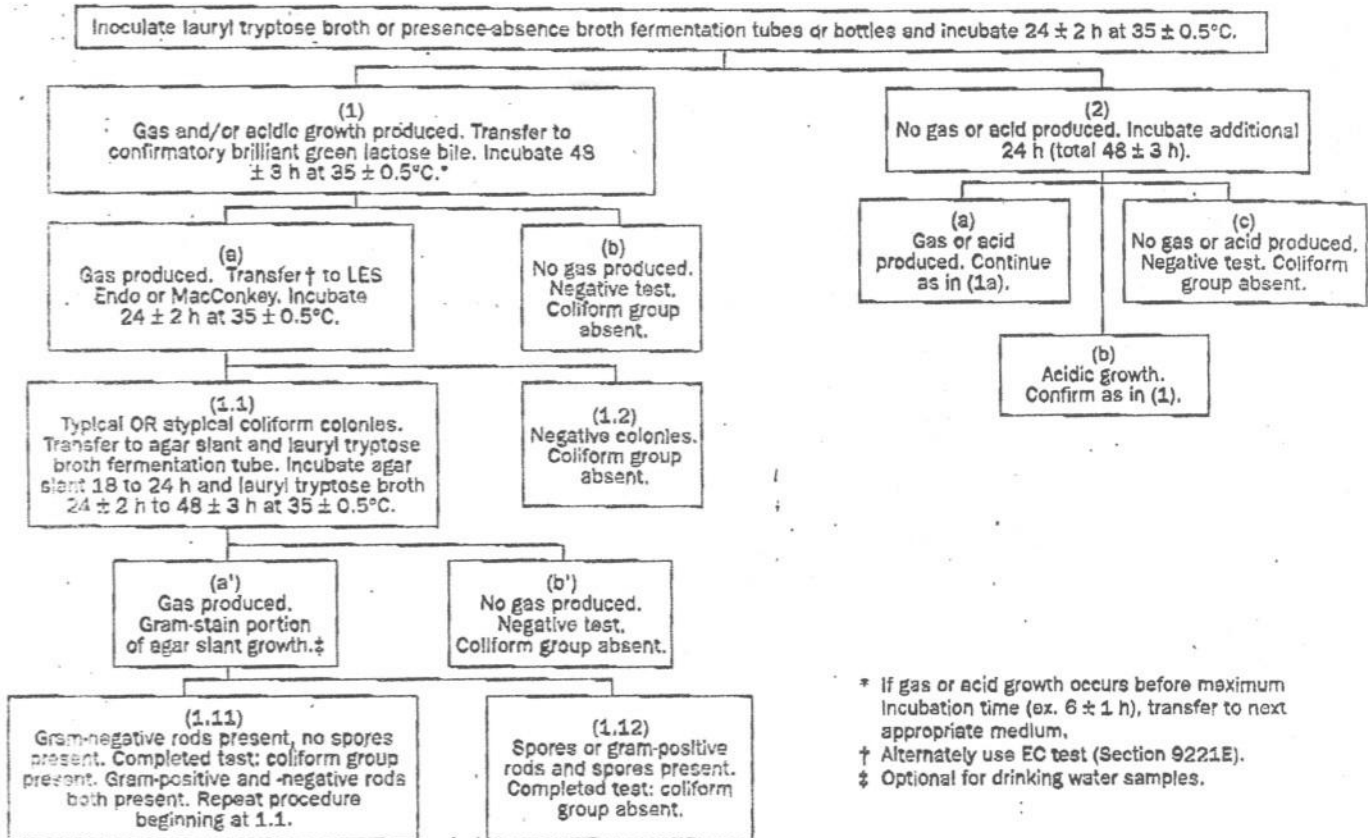 Inoculate lauryl tryptose broth or presence-absence broth fermentation tubes or bottles and incubate 24 ± 2 h at 35 ± 0.5°C.
(1)
Gas and/or acidic growth produced. Transfer to
confirmatory brilliant green lactose bile. Incubate 48
± 3 h at 35 ± 0.5°C.*
(2)
No gas or acid produced. Incubate additional
24 h (total 48 ± 3 h).
(a)
Gas produced. Transfer† to LES
Endo or MacConkey. Incubate
24 ± 2 h at 35 ± 0.5°C.
(b)
No gas produced.
Negative test.
Coliform group
absent.
(a)
Gas or acid
produced. Continue
as in (1a).
(c)
No gas or acid produced.
Negative test. Coliform
group absent.
(b)
Acidic growth.
Confirm as in (1).
(1.1)
Typical OR atypical coliform colonies.
Transfer to agar slant and lauryl tryptose
broth fermentation tube. Incubate agar
slant 18 to 24 h and lauryl tryptose broth
24 ± 2 h to 48 ± 3 h at 35 ± 0.5°C.
(1.2)
Negative colonies.
Coliform group
absent.
(a')
Gas produced.
Gram-stain portion
of agar slant growth.‡
(b')
No gas produced.
Negative test.
Coliform group absent.
(1.11)
Gram-negative rods present, no spores
present. Completed test: coliform group
present. Gram-positive and -negative rods
both present. Repeat procedure
beginning at 1.1.
(1.12)
Spores or gram-positive
rods and spores present.
Completed test: coliform
group absent.
* If gas or acid growth occurs before maximum
incubation time (ex. 6 ± 1 h), transfer to next
appropriate medium.
† Alternately use EC test (Section 9221E).
‡ Optional for drinking water samples.